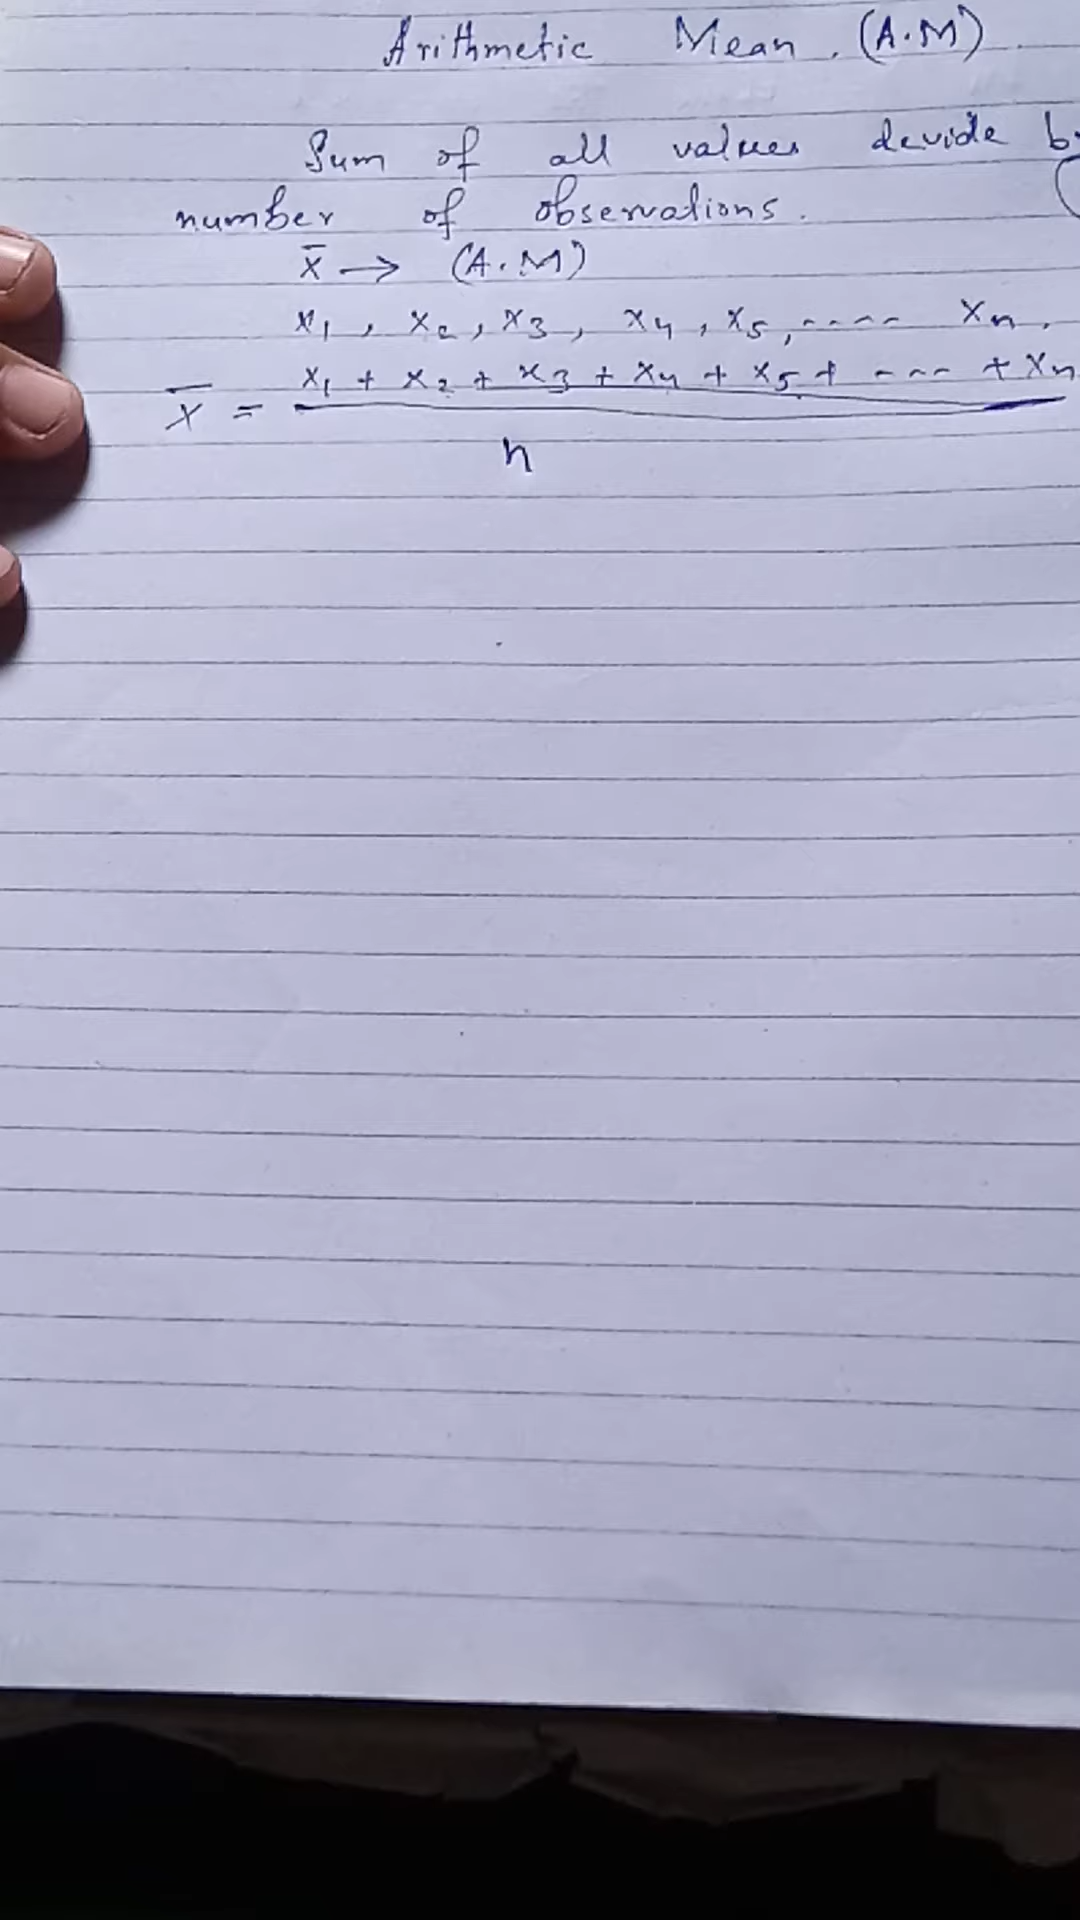 Arithmetic Mean. (A.M)
Sum of all values devide
number of observations.
x̄ → (A.M)
x₁, x₂, x₃, x₄, x₅, ---- xₙ.
x₁ + x₂ + x₃ + x₄ + x₅ + --- + xₙ
x̄ =
n